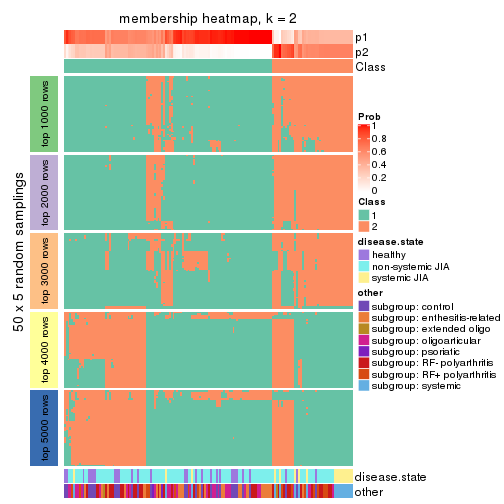 membership heatmap, k = 2
p1
p2
Class
50 x 5 random samplings
top 1000 rows
top 2000 rows
top 3000 rows
top 4000 rows
top 5000 rows
disease.state
other
Prob
1
0.8
0.6
0.4
0.2
0
Class
1
2
disease.state
healthy
non-systemic JIA
systemic JIA
other
subgroup: control
subgroup: enthesitis-related
subgroup: extended oligo
subgroup: oligoarticular
subgroup: psoriatic
subgroup: RF- polyarthritis
subgroup: RF+ polyarthritis
subgroup: systemic